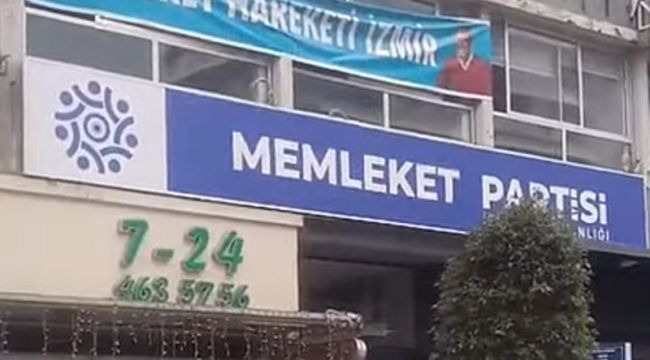 HAREKETİ İZMİR
MEMLEKET PARTİSİ
7-24
463 57 56